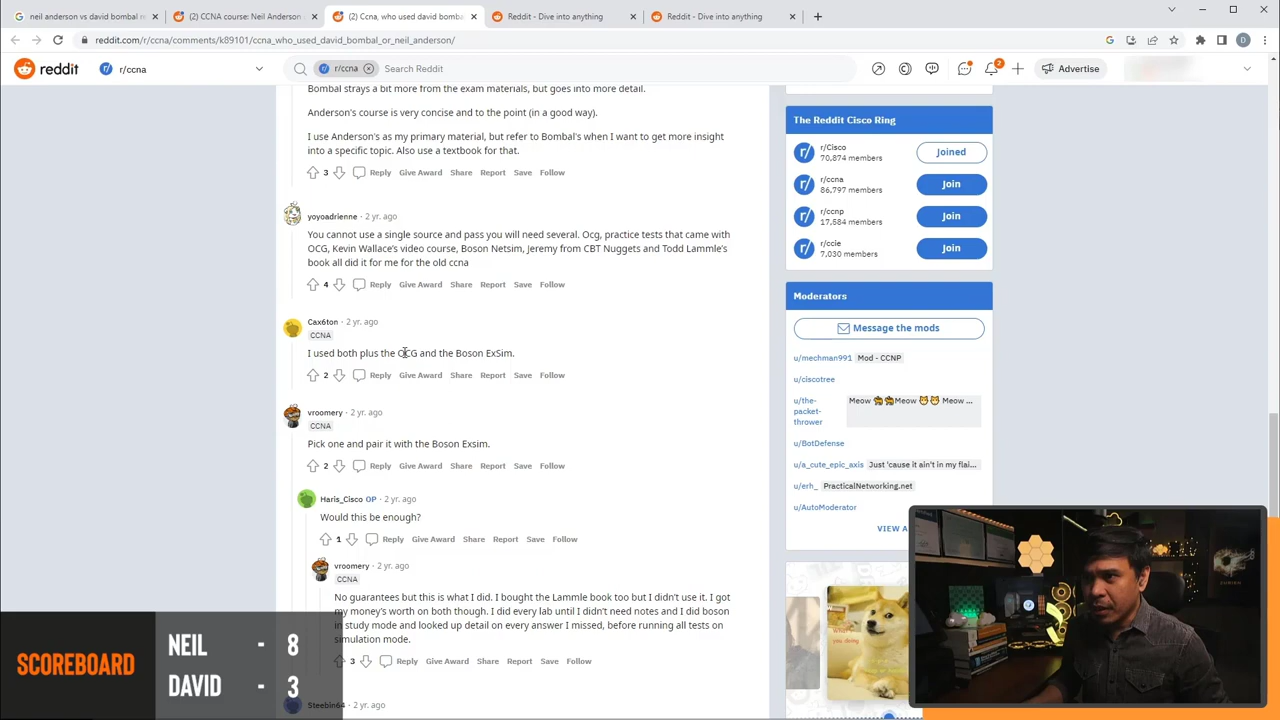 neil anderson vs david bombal re
(2) CCNA course: Neil Anderson
(2) Ccna, who used david bomba
Reddit - Dive into anything
Reddit - Dive into anything
reddit.com/r/ccna/comments/k89101/ccna_who_used_david_bombal_or_neil_anderson/
reddit
r/ccna
r/ccna
Search Reddit
2
Advertise
Bombal strays a bit more from the exam materials, but goes into more detail.
Anderson's course is very concise and to the point (in a good way).
I use Anderson's as my primary material, but refer to Bombal's when I want to get more insight
into a specific topic. Also use a textbook for that.
3 Reply Give Award Share Report Save Follow
yoyoadrienne · 2 yr. ago
You cannot use a single source and pass you will need several. Ocg, practice tests that came with
OCG, Kevin Wallace's video course, Boson Netsim, Jeremy from CBT Nuggets and Todd Lammle's
book all did it for me for the old ccna
4 Reply Give Award Share Report Save Follow
Cax6ton · 2 yr. ago
CCNA
I used both plus the OCG and the Boson ExSim.
2 Reply Give Award Share Report Save Follow
vroomery · 2 yr. ago
CCNA
Pick one and pair it with the Boson Exsim.
2 Reply Give Award Share Report Save Follow
Haris_Cisco OP · 2 yr. ago
Would this be enough?
1 Reply Give Award Share Report Save Follow
vroomery · 2 yr. ago
CCNA
No guarantees but this is what I did. I bought the Lammle book too but I didn't use it. I got
my money's worth on both though. I did every lab until I didn't need notes and I did boson
in study mode and looked up detail on every answer I missed, before running all tests on
simulation mode.
3 Reply Give Award Share Report Save Follow
Steebin64 · 2 yr. ago
The Reddit Cisco Ring
r/Cisco
70,874 members
Joined
r/ccna
86,797 members
Join
r/ccnp
17,584 members
Join
r/ccie
7,030 members
Join
Moderators
Message the mods
u/mechman991 Mod - CCNP
u/ciscotree
u/the-
packet-
thrower
Meow Meow Meow ...
u/BotDefense
u/a_cute_epic_axis Just 'cause it ain't in my flai...
u/erh_ PracticalNetworking.net
u/AutoModerator
VIEW A
SCOREBOARD
NEIL - 8
DAVID - 3